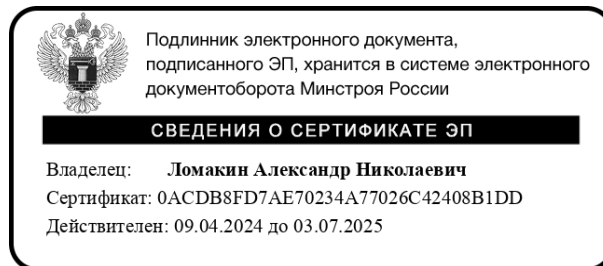 Подлинник электронного документа,
подписанного ЭП, хранится в системе электронного
документоборота Минстроя России
СВЕДЕНИЯ О СЕРТИФИКАТЕ ЭП
Владелец: Ломакин Александр Николаевич
Сертификат: 0ACDB8FD7AE70234A77026C42408B1DD
Действителен: 09.04.2024 до 03.07.2025